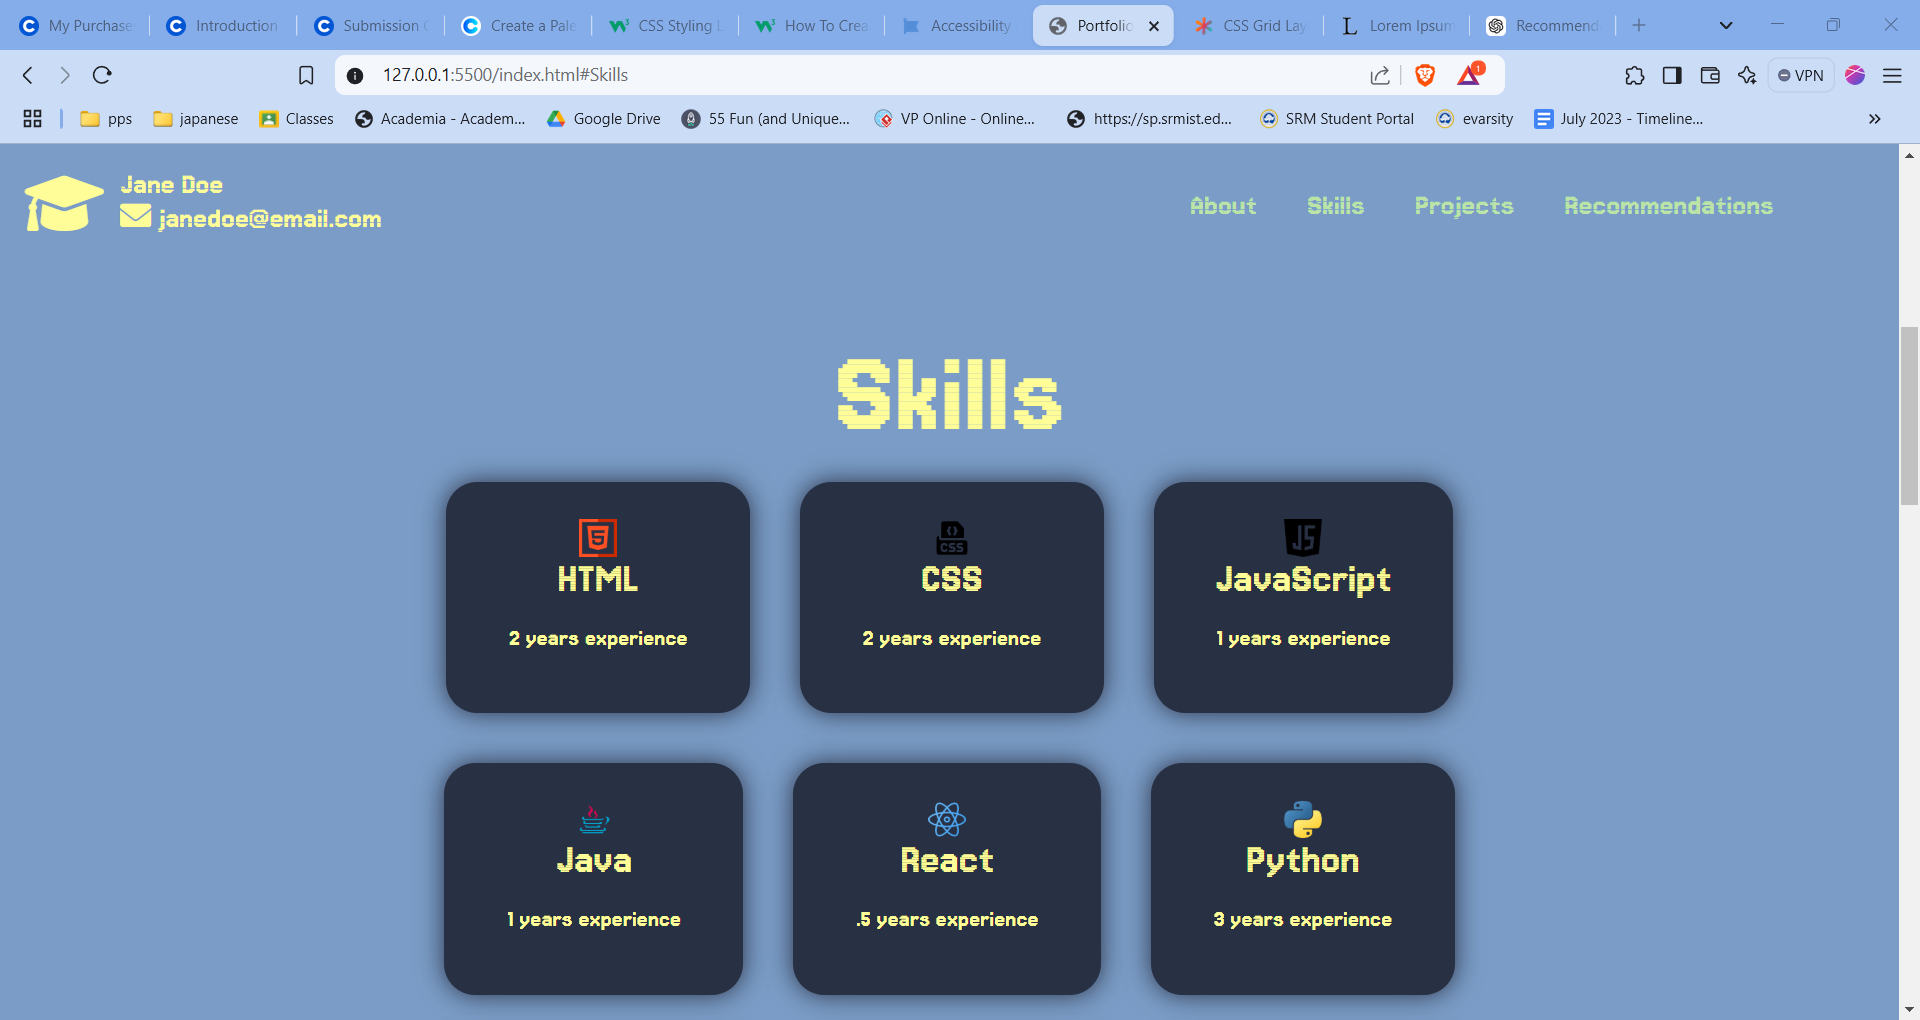 My Purchase
Introduction
Submission
Create a Pale
CSS Styling L
How To Crea
Accessibility
Portfolio
CSS Grid Lay
Lorem Ipsum
Recommend
127.0.0.1:5500/index.html#Skills
1
VPN
pps
japanese
Classes
Academia - Academ...
Google Drive
55 Fun (and Unique...
VP Online - Online...
https://sp.srmist.ed...
SRM Student Portal
evarsity
July 2023 - Timeline...
Jane Doe
janedoe@email.com
About Skills Projects Recommendations
Skills
5
HTML
2 years experience
CSS
CSS
2 years experience
JS
JavaScript
1 years experience
Java
1 years experience
React
.5 years experience
Python
3 years experience